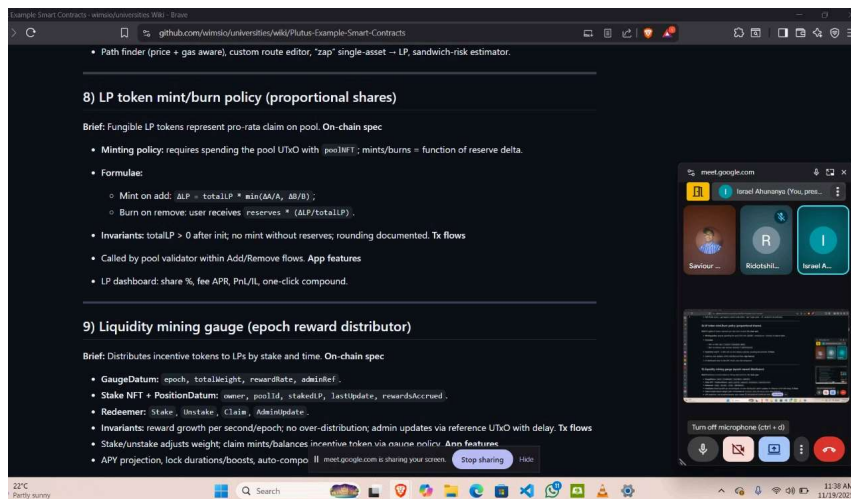 Example Smart Contracts - wimsio/universities Wiki - Brave
github.com/wimsio/universities/wiki/Plutus-Example-Smart-Contracts
• Path finder (price + gas aware), custom route editor, "zap" single-asset → LP, sandwich-risk estimator.
8) LP token mint/burn policy (proportional shares)
Brief: Fungible LP tokens represent pro-rata claim on pool. On-chain spec
• Minting policy: requires spending the pool UTxO with poolNFT; mints/burns = function of reserve delta.
• Formulae:
○ Mint on add: ΔLP = totalLP * min(ΔA/A, ΔB/B);
○ Burn on remove: user receives reserves * (ΔLP/totalLP).
• Invariants: totalLP > 0 after init; no mint without reserves; rounding documented. Tx flows
• Called by pool validator within Add/Remove flows. App features
• LP dashboard: share %, fee APR, PnL/IL, one-click compound.
9) Liquidity mining gauge (epoch reward distributor)
Brief: Distributes incentive tokens to LPs by stake and time. On-chain spec
• GaugeDatum: epoch, totalWeight, rewardRate, adminRef.
• Stake NFT + PositionDatum: owner, poolId, stakedLP, lastUpdate, rewardsAccrued.
• Redeemer: Stake, Unstake, Claim, AdminUpdate.
• Invariants: reward growth per second/epoch; no over-distribution; admin updates via reference UTxO with delay. Tx flows
• Stake/unstake adjusts weight; claim mints/balances incentive token via gauge policy. App features
• APY projection, lock durations/boosts, auto-compo
meet.google.com is sharing your screen.
Stop sharing
Hide
meet.google.com
I
Israel Ahunanya (You, pres...
Saviour ...
R
Ridotshil...
I
Israel A...
Turn off microphone (ctrl + d)
22°C
Partly sunny
Search
11:38 AM